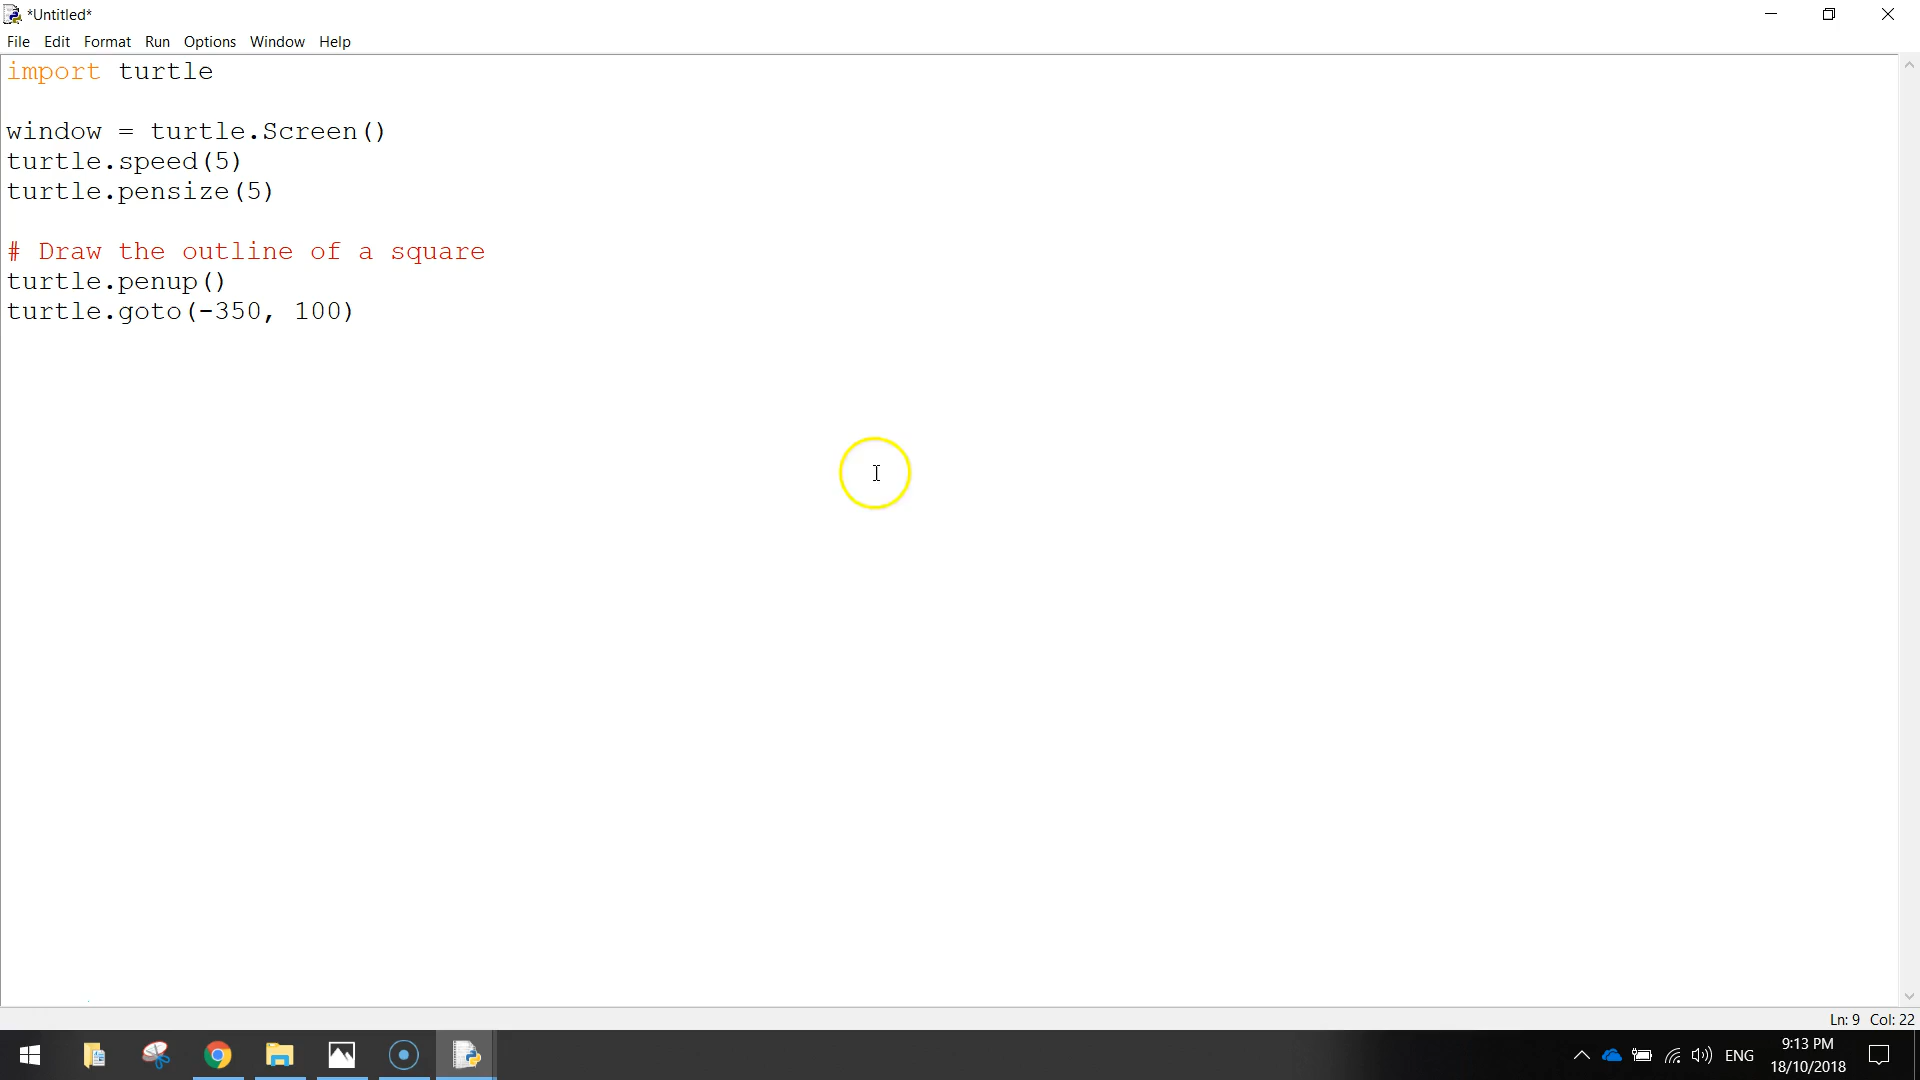 *Untitled*
File Edit Format Run Options Window Help
import turtle
window = turtle.Screen()
turtle.speed(5)
turtle.pensize(5)
# Draw the outline of a square
turtle.penup()
turtle.goto(-350, 100)
Ln: 9 Col: 22
ENG
9:13 PM
18/10/2018